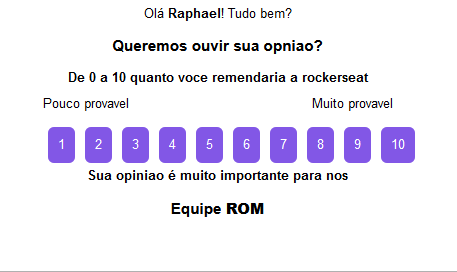 Olá Raphael! Tudo bem?
Queremos ouvir sua opniao?
De 0 a 10 quanto voce remendaria a rockerseat
Pouco provavel Muito provavel
1 2 3 4 5 6 7 8 9 10
Sua opiniao é muito importante para nos
Equipe ROM